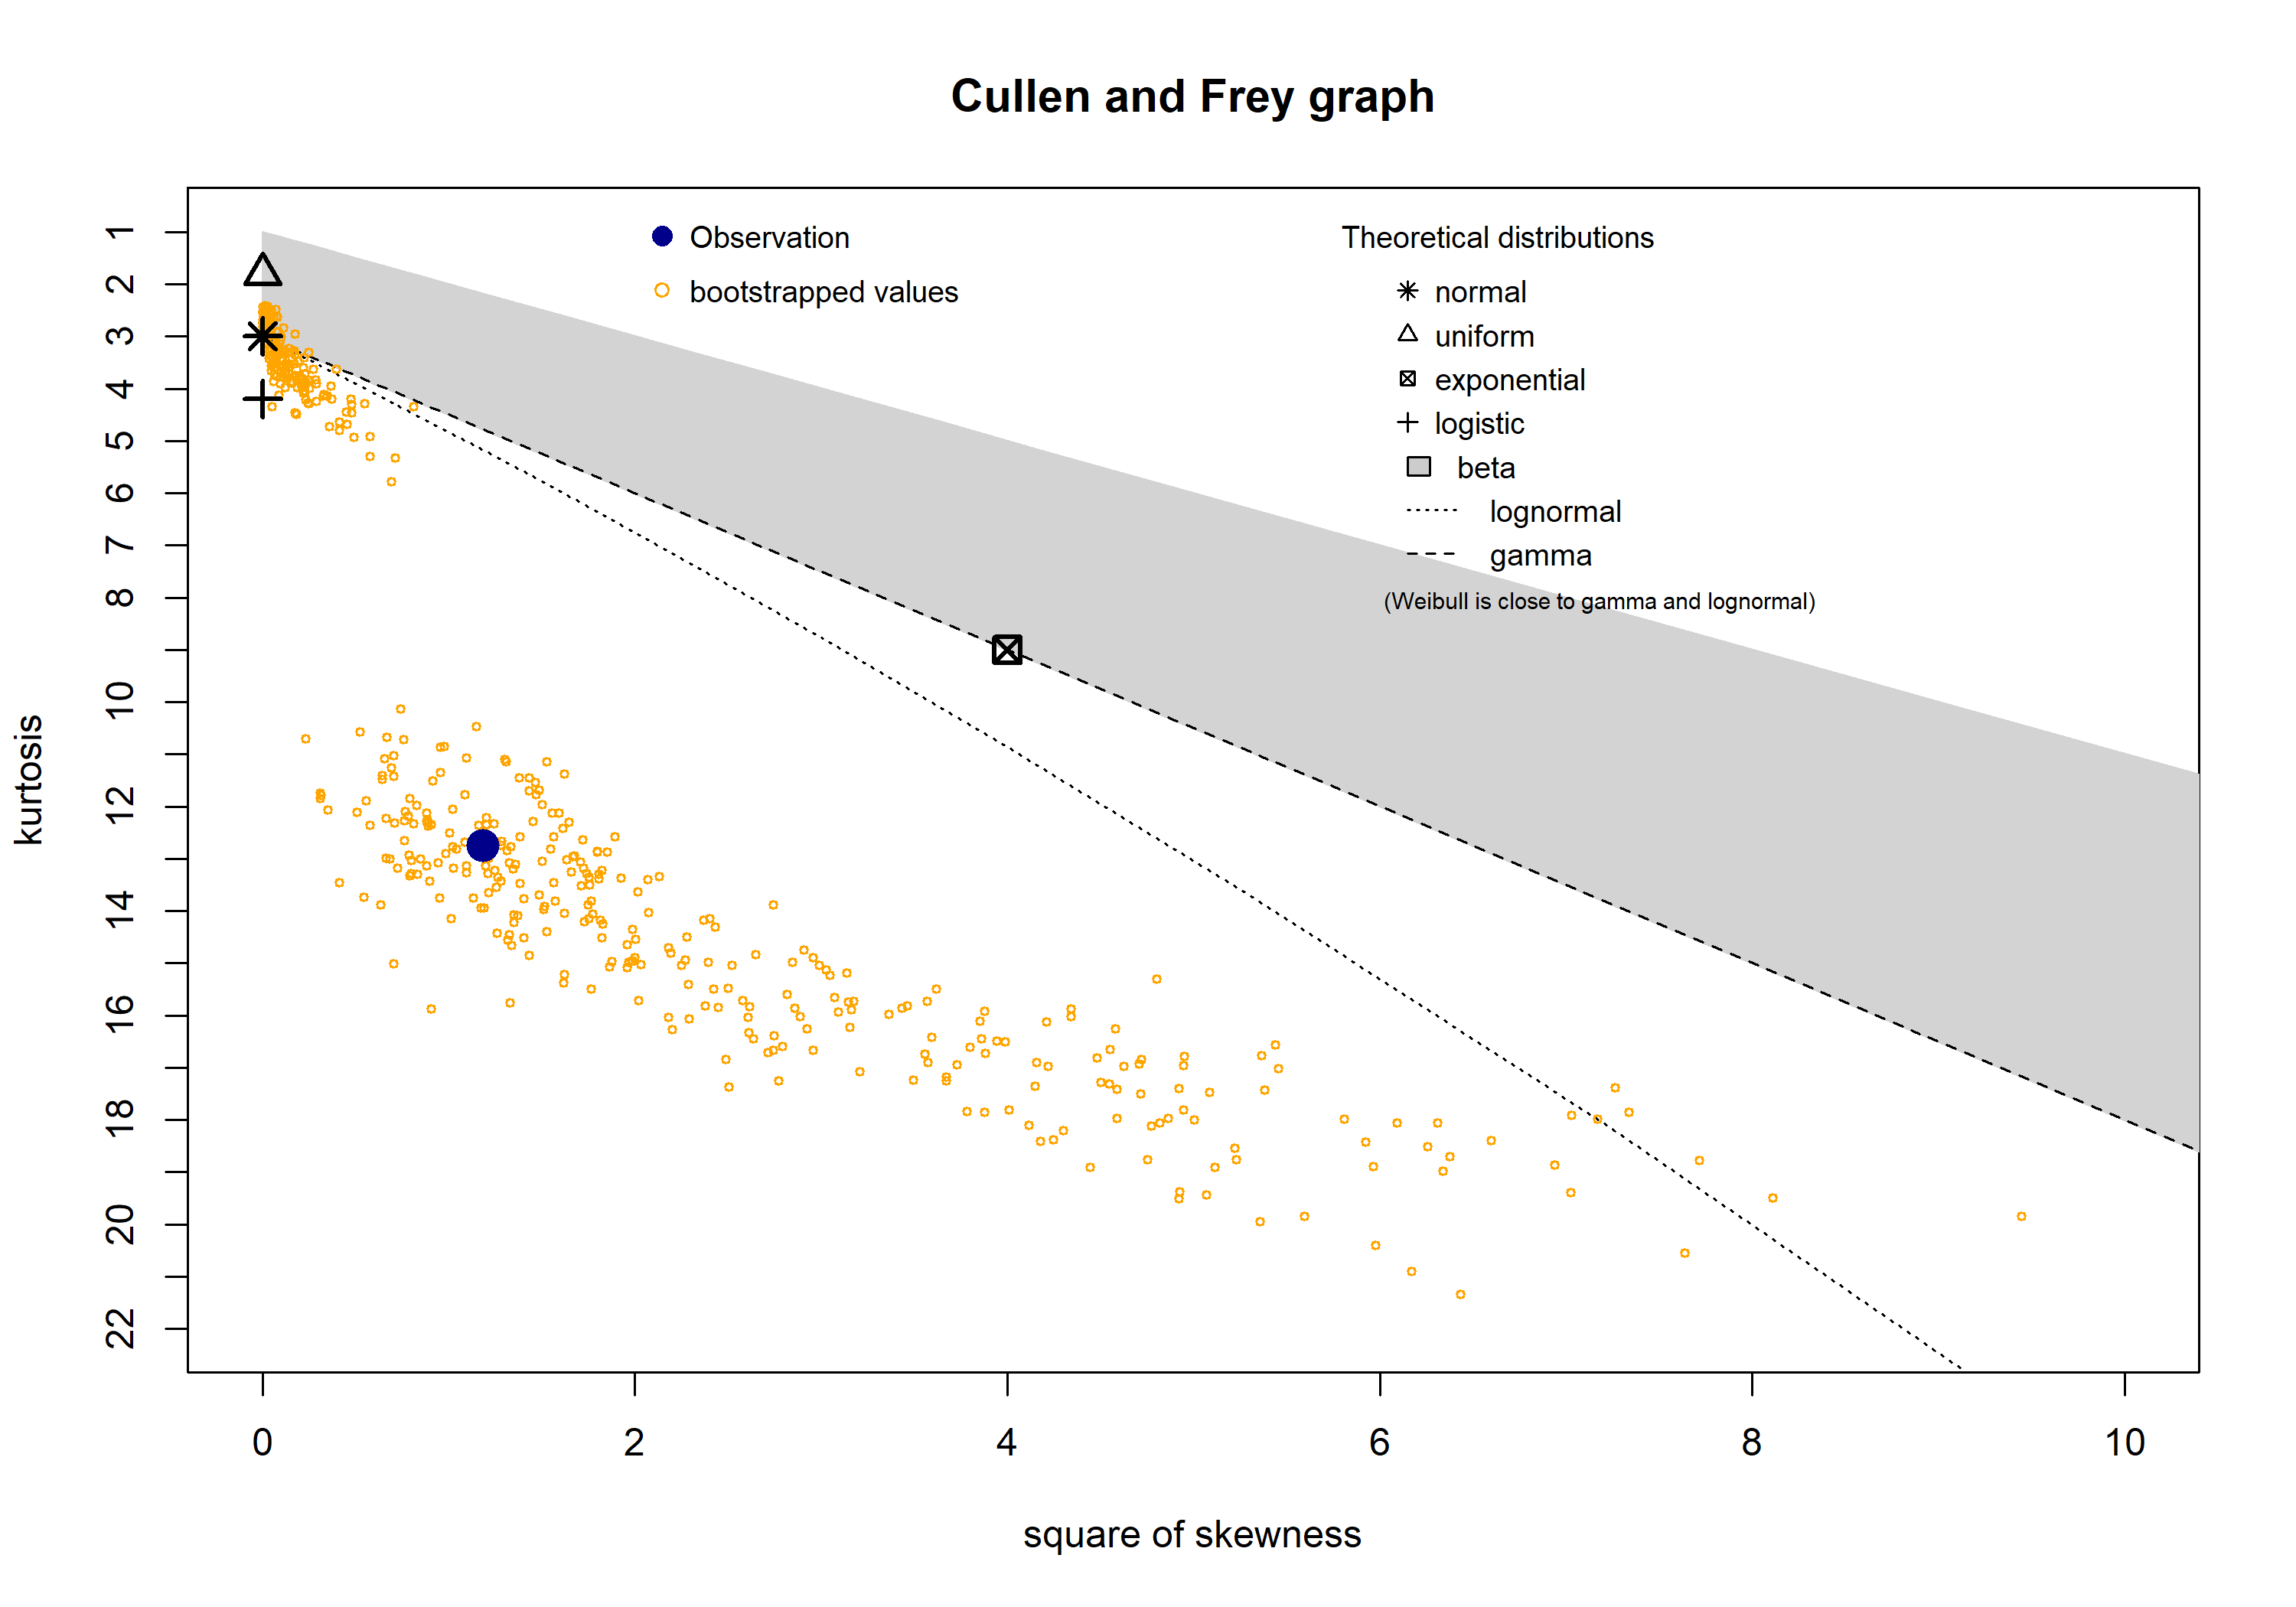 Cullen and Frey graph
Observation
bootstrapped values
Theoretical distributions
normal
uniform
exponential
logistic
beta
lognormal
gamma
(Weibull is close to gamma and lognormal)
kurtosis
1
2
3
4
5
6
7
8
10
12
14
16
18
20
22
0 2 4 6 8 10
square of skewness